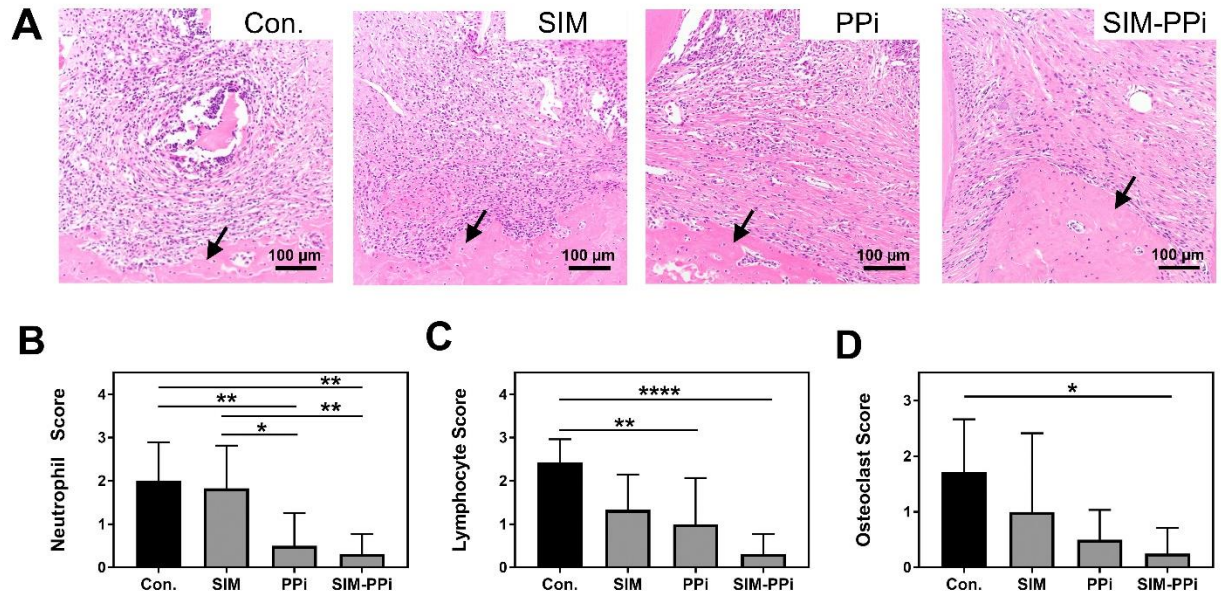 A
Con.
SIM
PPi
SIM-PPi
100 µm
100 µm
100 µm
100 µm
B
Neutrophil Score
4
3
2
1
0
**
**
**
*
Con.
SIM
PPi
SIM-PPi
C
Lymphocyte Score
4
3
2
1
0
****
**
Con.
SIM
PPi
SIM-PPi
D
Osteoclast Score
3
2
1
0
*
Con.
SIM
PPi
SIM-PPi